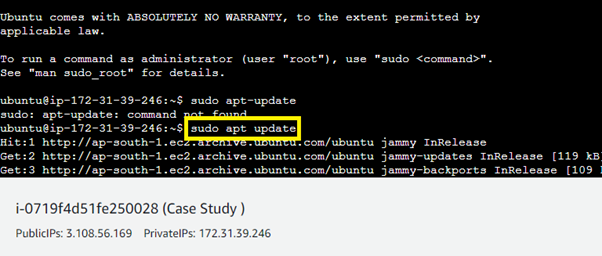 Ubuntu comes with ABSOLUTELY NO WARRANTY, to the extent permitted by
applicable law.
To run a command as administrator (user "root"), use "sudo <command>".
See "man sudo_root" for details.
ubuntu@ip-172-31-39-246:~$ sudo apt-update
sudo: apt-update: command not found
ubuntu@ip-172-31-39-246:~$ sudo apt update
Hit:1 http://ap-south-1.ec2.archive.ubuntu.com/ubuntu jammy InRelease
Get:2 http://ap-south-1.ec2.archive.ubuntu.com/ubuntu jammy-updates InRelease [119 kB]
Get:3 http://ap-south-1.ec2.archive.ubuntu.com/ubuntu jammy-backports InRelease [109
i-0719f4d51fe250028 (Case Study )
PublicIPs: 3.108.56.169 PrivateIPs: 172.31.39.246